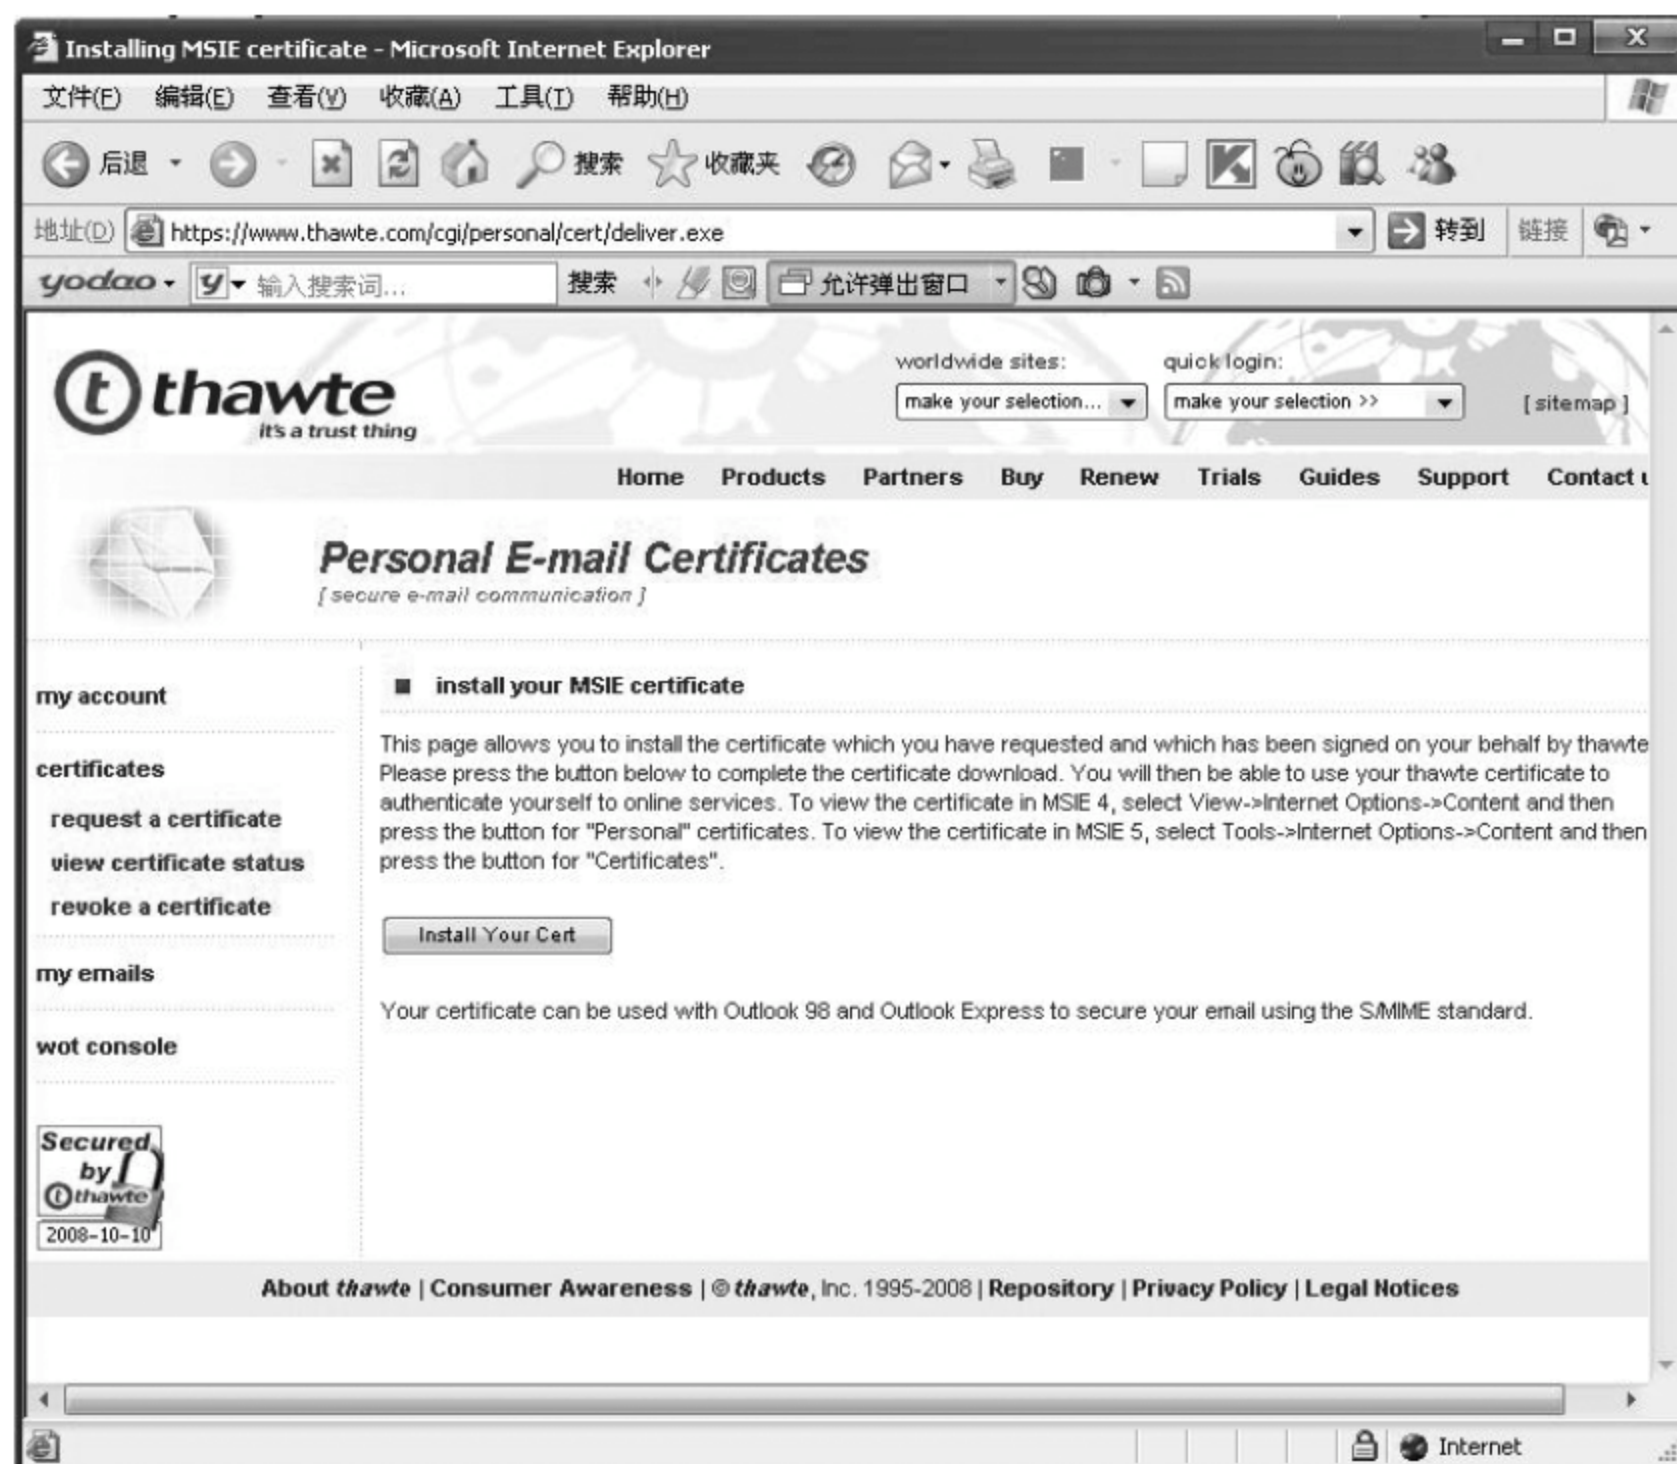 Installing MSIE certificate - Microsoft Internet Explorer
文件(F) 编辑(E) 查看(V) 收藏(A) 工具(T) 帮助(H)
后退 搜索 收藏夹
地址(D) https://www.thawte.com/cgi/personal/cert/deliver.exe 转到 链接
yodao 输入搜索词... 搜索 允许弹出窗口
worldwide sites: quick login:
thawte
make your selection... make your selection >> [ sitemap ]
it's a trust thing
Home Products Partners Buy Renew Trials Guides Support Contact u
Personal E-mail Certificates
[ secure e-mail communication ]
my account
certificates
request a certificate
view certificate status
revoke a certificate
my emails
wot console
install your MSIE certificate
This page allows you to install the certificate which you have requested and which has been signed on your behalf by thawte
Please press the button below to complete the certificate download. You will then be able to use your thawte certificate to
authenticate yourself to online services. To view the certificate in MSIE 4, select View->Internet Options->Content and then
press the button for "Personal" certificates. To view the certificate in MSIE 5, select Tools->Internet Options->Content and then
press the button for "Certificates".
Install Your Cert
Your certificate can be used with Outlook 98 and Outlook Express to secure your email using the S/MIME standard.
Secured
by
thawte
2008-10-10
About thawte | Consumer Awareness | © thawte, Inc. 1995-2008 | Repository | Privacy Policy | Legal Notices
Internet